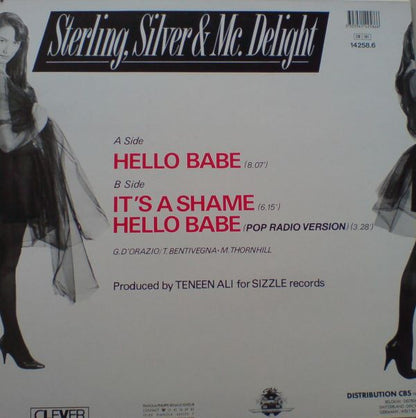 Sterling, Silver & Mc. Delight
14258.6
A Side
HELLO BABE (8.07')
B Side
IT'S A SHAME (6.15')
HELLO BABE (POP RADIO VERSION) (3.28')
G.D'ORAZIO/T.BENTIVEGNA-M.THORNHILL
Produced by TENEEN ALI for SIZZLE records
CLEVER
DISTRIBUTION CBS